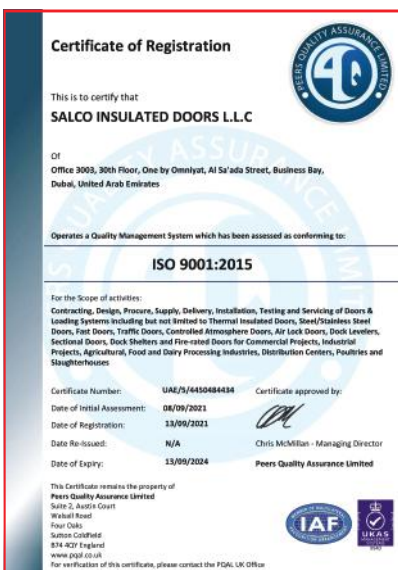 Certificate of Registration
PEERS QUALITY ASSURANCE LIMITED
This is to certify that
SALCO INSULATED DOORS L.L.C
Of
Office 3003, 30th Floor, One by Omniyat, Al Sa'ada Street, Business Bay,
Dubai, United Arab Emirates
Operates a Quality Management System which has been assessed as conforming to:
ISO 9001:2015
For the Scope of activities:
Contracting, Design, Procure, Supply, Delivery, Installation, Testing and Servicing of Doors &
Loading Systems including but not limited to Thermal Insulated Doors, Steel/Stainless Steel
Doors, Fast Doors, Traffic Doors, Controlled Atmosphere Doors, Air Lock Doors, Dock Levelers,
Sectional Doors, Dock Shelters and Fire-rated Doors for Commercial Projects, Industrial
Projects, Agricultural, Food and Dairy Processing Industries, Distribution Centers, Poultries and
Slaughterhouses
Certificate Number: UAE/S/4450484434 Certificate approved by:
Date of Initial Assessment: 08/09/2021
Date of Registration: 13/09/2021
Date Re-Issued: N/A Chris McMillan - Managing Director
Date of Expiry: 13/09/2024 Peers Quality Assurance Limited
This Certificate remains the property of
Peers Quality Assurance Limited
Suite 2, Austin Court
Walsall Road
Four Oaks
Sutton Coldfield
B74 4QY England
www.pqal.co.uk
For verification of this certificate, please contact the PQAL UK Office
IAF
UKAS